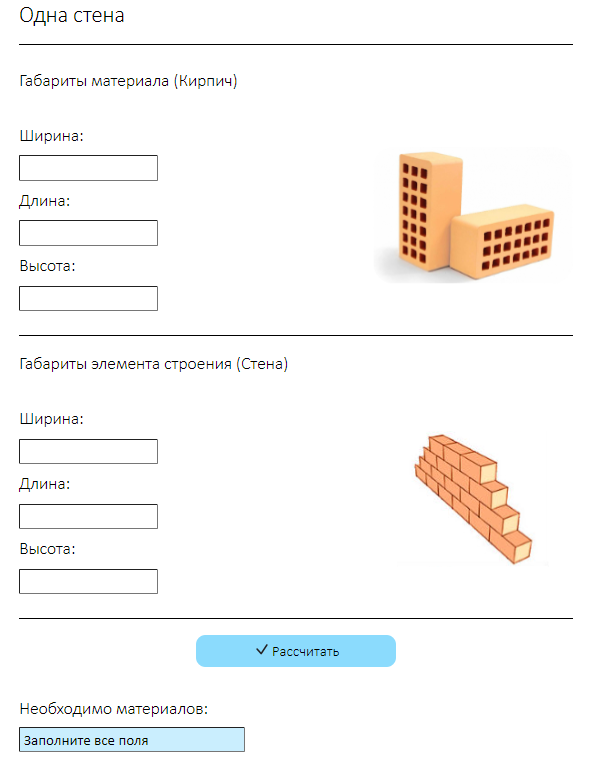 Одна стена
Габариты материала (Кирпич)
Ширина:
Длина:
Высота:
Габариты элемента строения (Стена)
Ширина:
Длина:
Высота:
Рассчитать
Необходимо материалов:
Заполните все поля